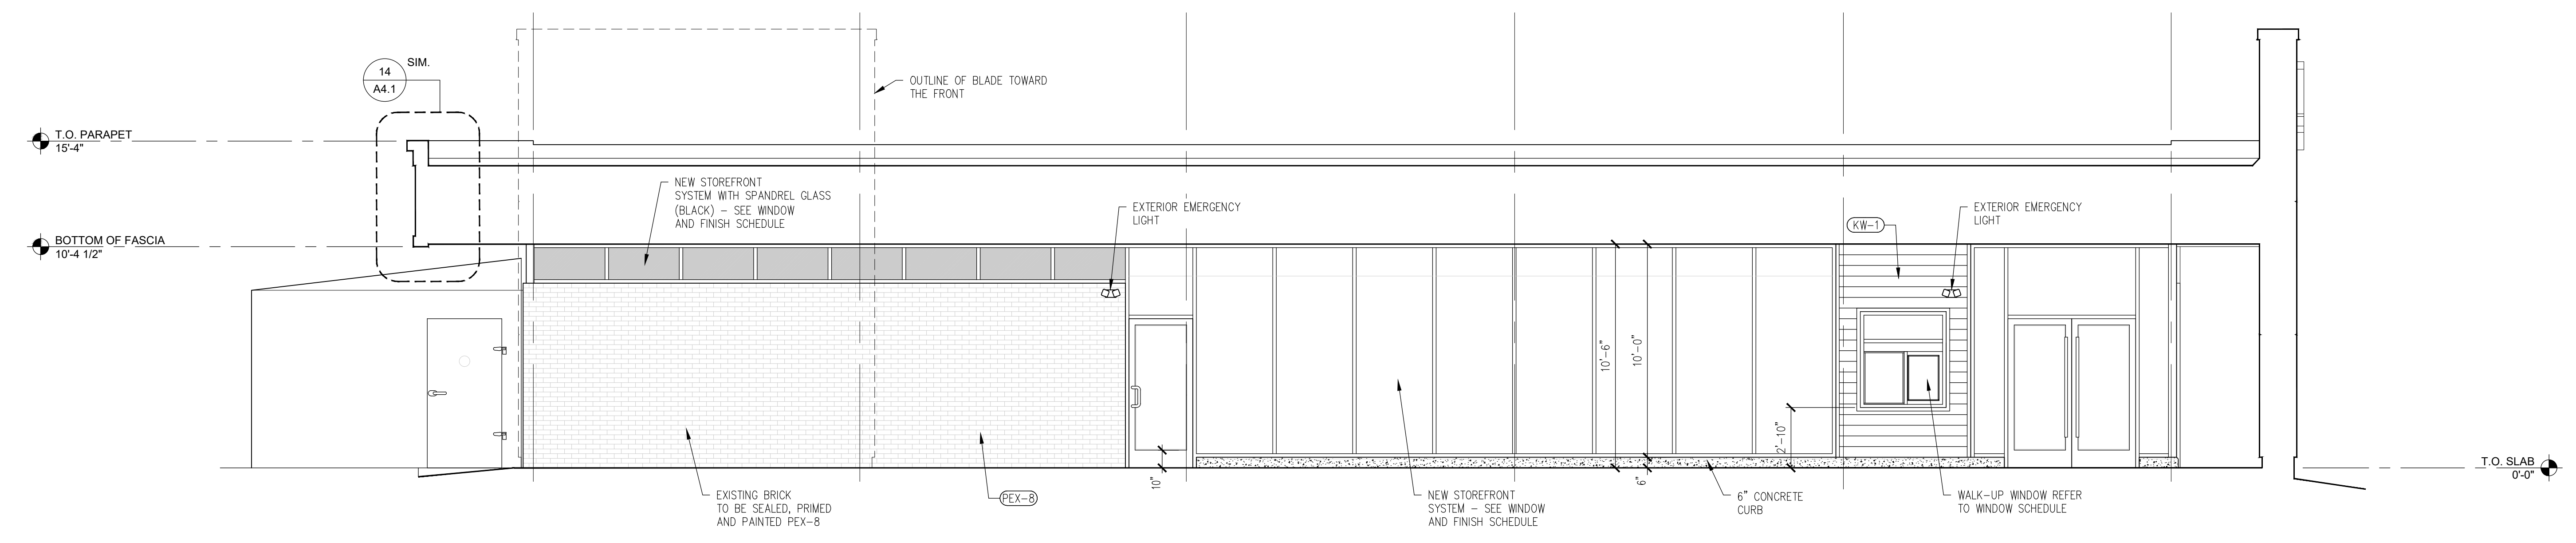 14
A4.1
SIM.
OUTLINE OF BLADE TOWARD
THE FRONT
T.O. PARAPET
15'-4"
NEW STOREFRONT
SYSTEM WITH SPANDREL GLASS
(BLACK) – SEE WINDOW
AND FINISH SCHEDULE
EXTERIOR EMERGENCY
LIGHT
EXTERIOR EMERGENCY
LIGHT
KW-1
BOTTOM OF FASCIA
10'-4 1/2"
10'-6"
10'-0"
2'-10"
10"
6"
T.O. SLAB
0'-0"
EXISTING BRICK
TO BE SEALED, PRIMED
AND PAINTED PEX-8
PEX-8
NEW STOREFRONT
SYSTEM – SEE WINDOW
AND FINISH SCHEDULE
6" CONCRETE
CURB
WALK-UP WINDOW REFER
TO WINDOW SCHEDULE